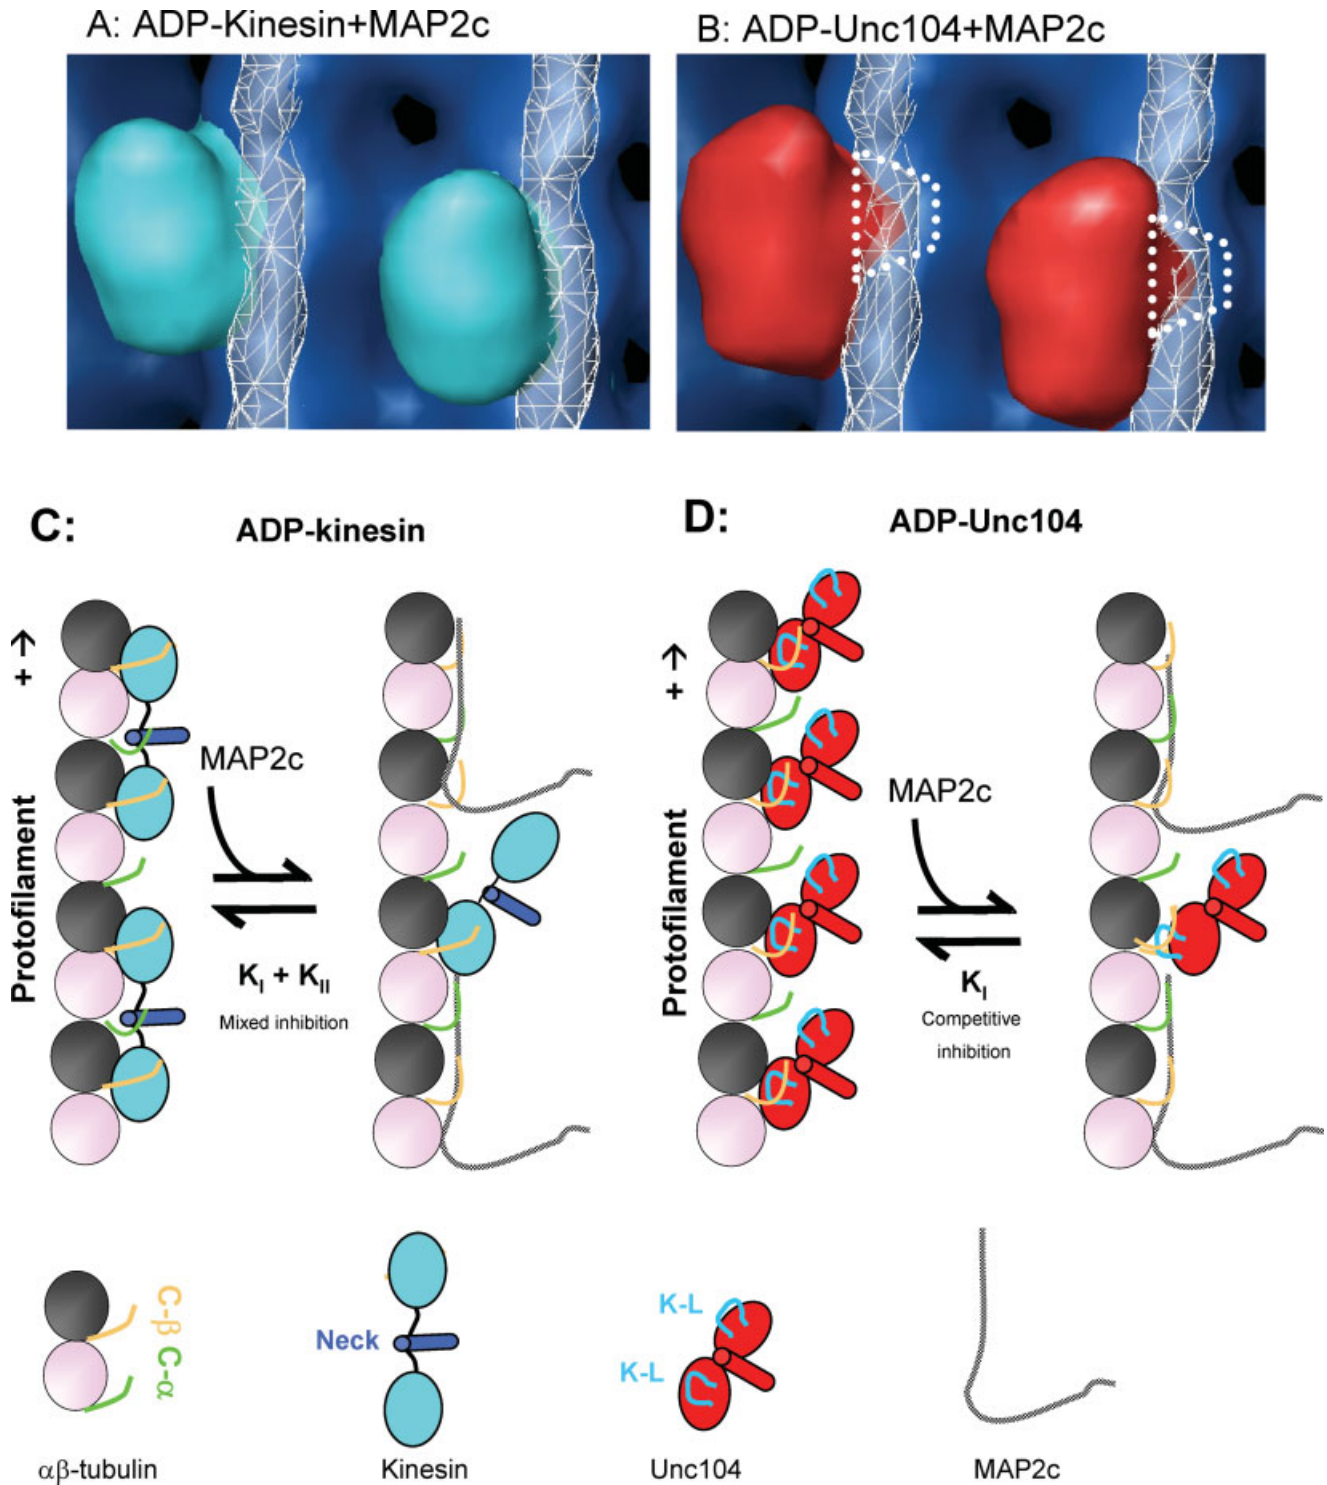 A: ADP-Kinesin+MAP2c
B: ADP-Unc104+MAP2c
C:
ADP-kinesin
D:
ADP-Unc104
+ →
Protofilament
MAP2c
K_I + K_II
Mixed inhibition
+ →
Protofilament
MAP2c
K_I
Competitive
inhibition
C-β
C-α
Neck
K-L
K-L
αβ-tubulin
Kinesin
Unc104
MAP2c